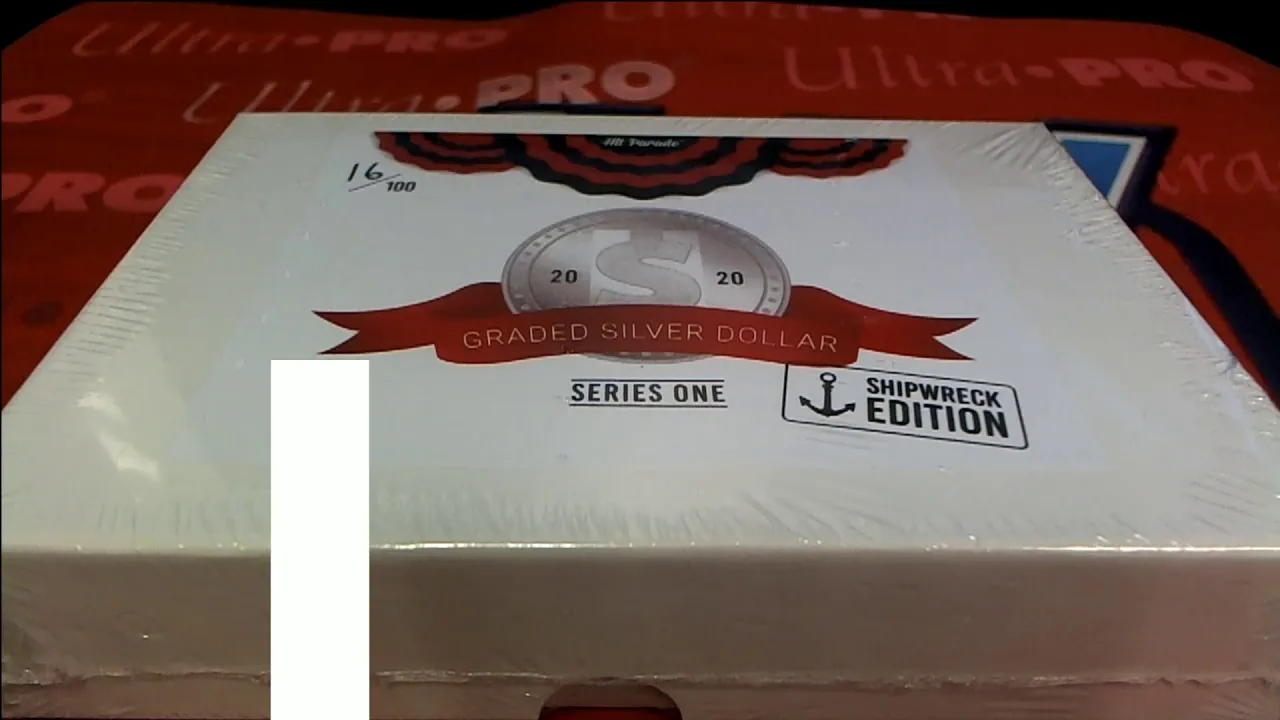 Ultra•PRO
Ultra•PRO
Ultra•PRO
PRO
Hit Parade
16/100
20 S 20
GRADED SILVER DOLLAR
SERIES ONE
SHIPWRECK
EDITION